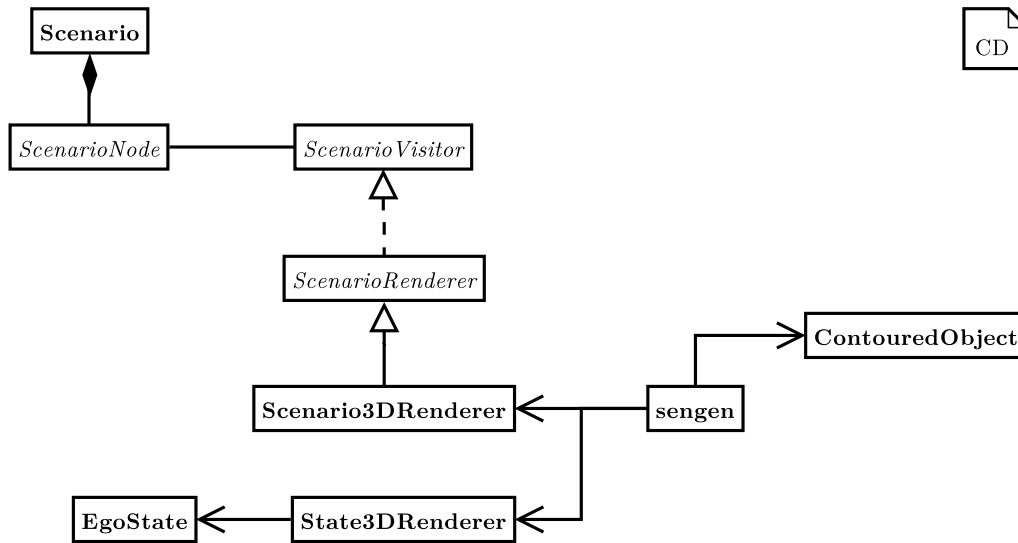 Scenario
CD
ScenarioNode
ScenarioVisitor
ScenarioRenderer
ContouredObject
Scenario3DRenderer
sengen
EgoState
State3DRenderer